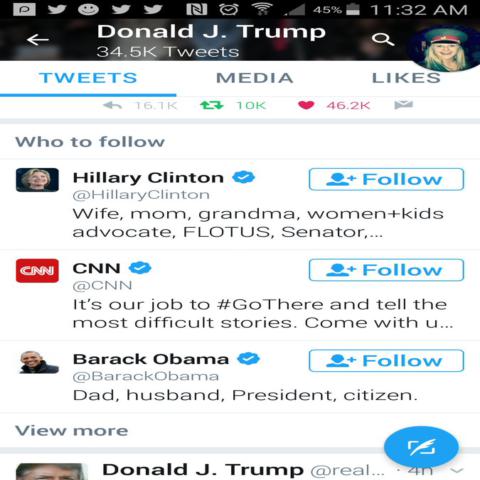 45% 11:32 AM
Donald J. Trump
34.5K Tweets
TWEETS MEDIA LIKES
16.1K 10K 46.2K
Who to follow
Hillary Clinton Follow
@HillaryClinton
Wife, mom, grandma, women+kids
advocate, FLOTUS, Senator,...
CNN CNN Follow
@CNN
It's our job to #GoThere and tell the
most difficult stories. Come with u...
Barack Obama Follow
@BarackObama
Dad, husband, President, citizen.
View more
Donald J. Trump @real... · 4h